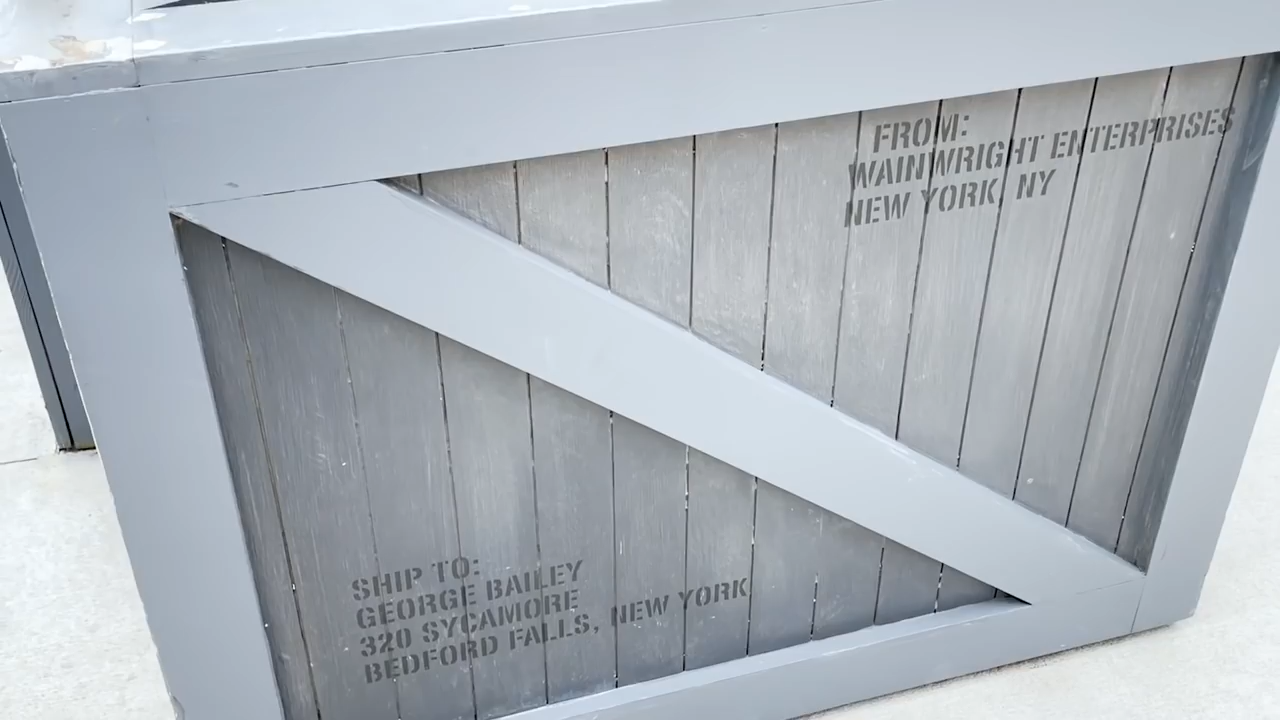 FROM:
WAINWRIGHT ENTERPRISES
NEW YORK, NY
SHIP TO:
GEORGE BAILEY
320 SYCAMORE
BEDFORD FALLS, NEW YORK